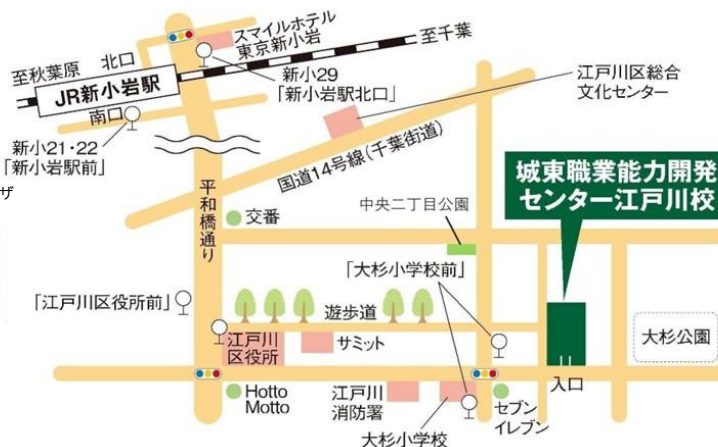 スマイルホテル
東京新小岩
至千葉
北口
至秋葉原
JR新小岩駅
新小29
「新小岩駅北口」
江戸川区総合
文化センター
南口
新小21・22
「新小岩駅前」
ザ
国道14号線(千葉街道)
城東職業能力開発
センター江戸川校
平和橋通り
交番
中央二丁目公園
「大杉小学校前」
「江戸川区役所前」
遊歩道
江戸川
区役所
サミット
大杉公園
入口
Hotto
Motto
江戸川
消防署
セブン
イレブン
大杉小学校